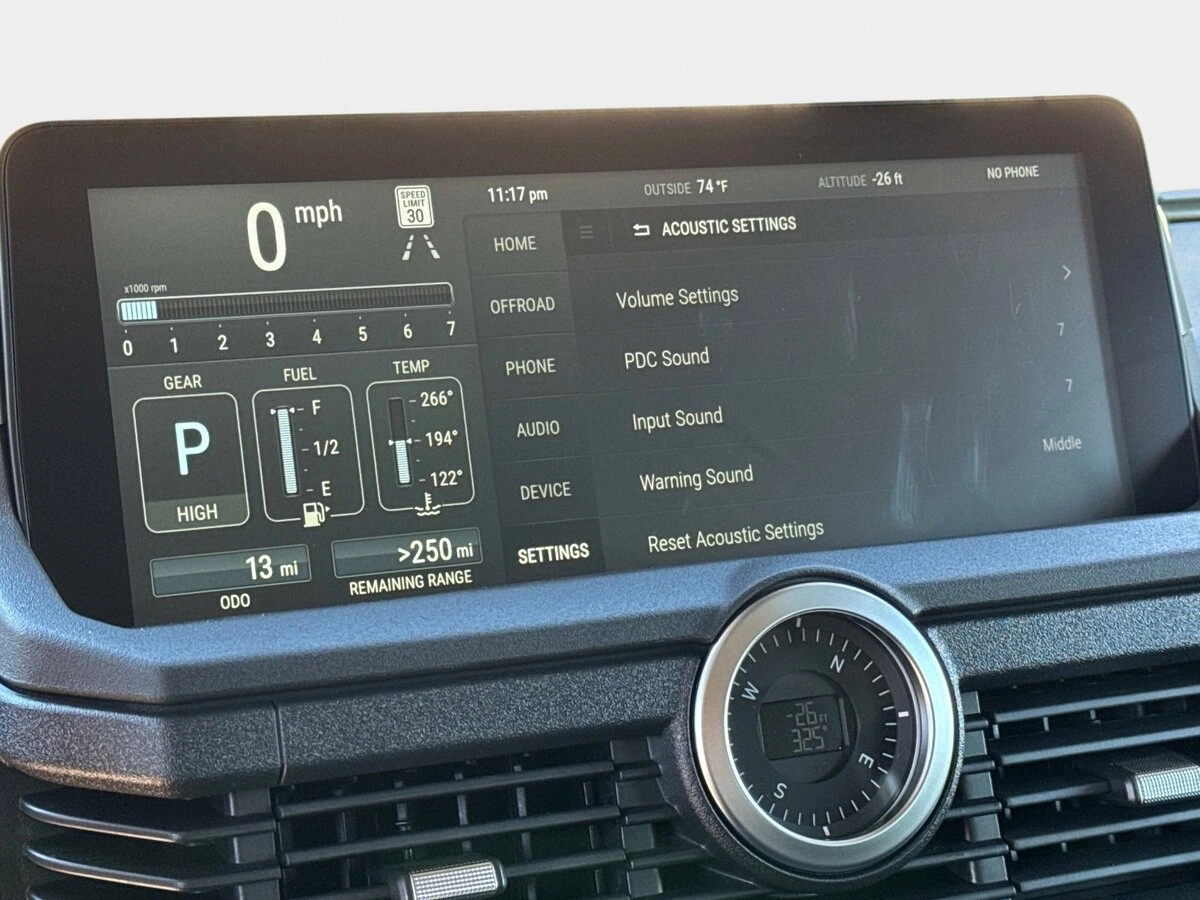 0 mph
SPEED
LIMIT
30
11:17 pm
OUTSIDE 74 °F
ALTITUDE -26 ft
NO PHONE
x1000 rpm
0 1 2 3 4 5 6 7
GEAR
P
HIGH
FUEL
F
1/2
E
TEMP
266°
194°
122°
13 mi
ODO
>250 mi
REMAINING RANGE
HOME
OFFROAD
PHONE
AUDIO
DEVICE
SETTINGS
ACOUSTIC SETTINGS
Volume Settings
PDC Sound 7
Input Sound 7
Warning Sound Middle
Reset Acoustic Settings
N
W
E
S
-26 FT
325°